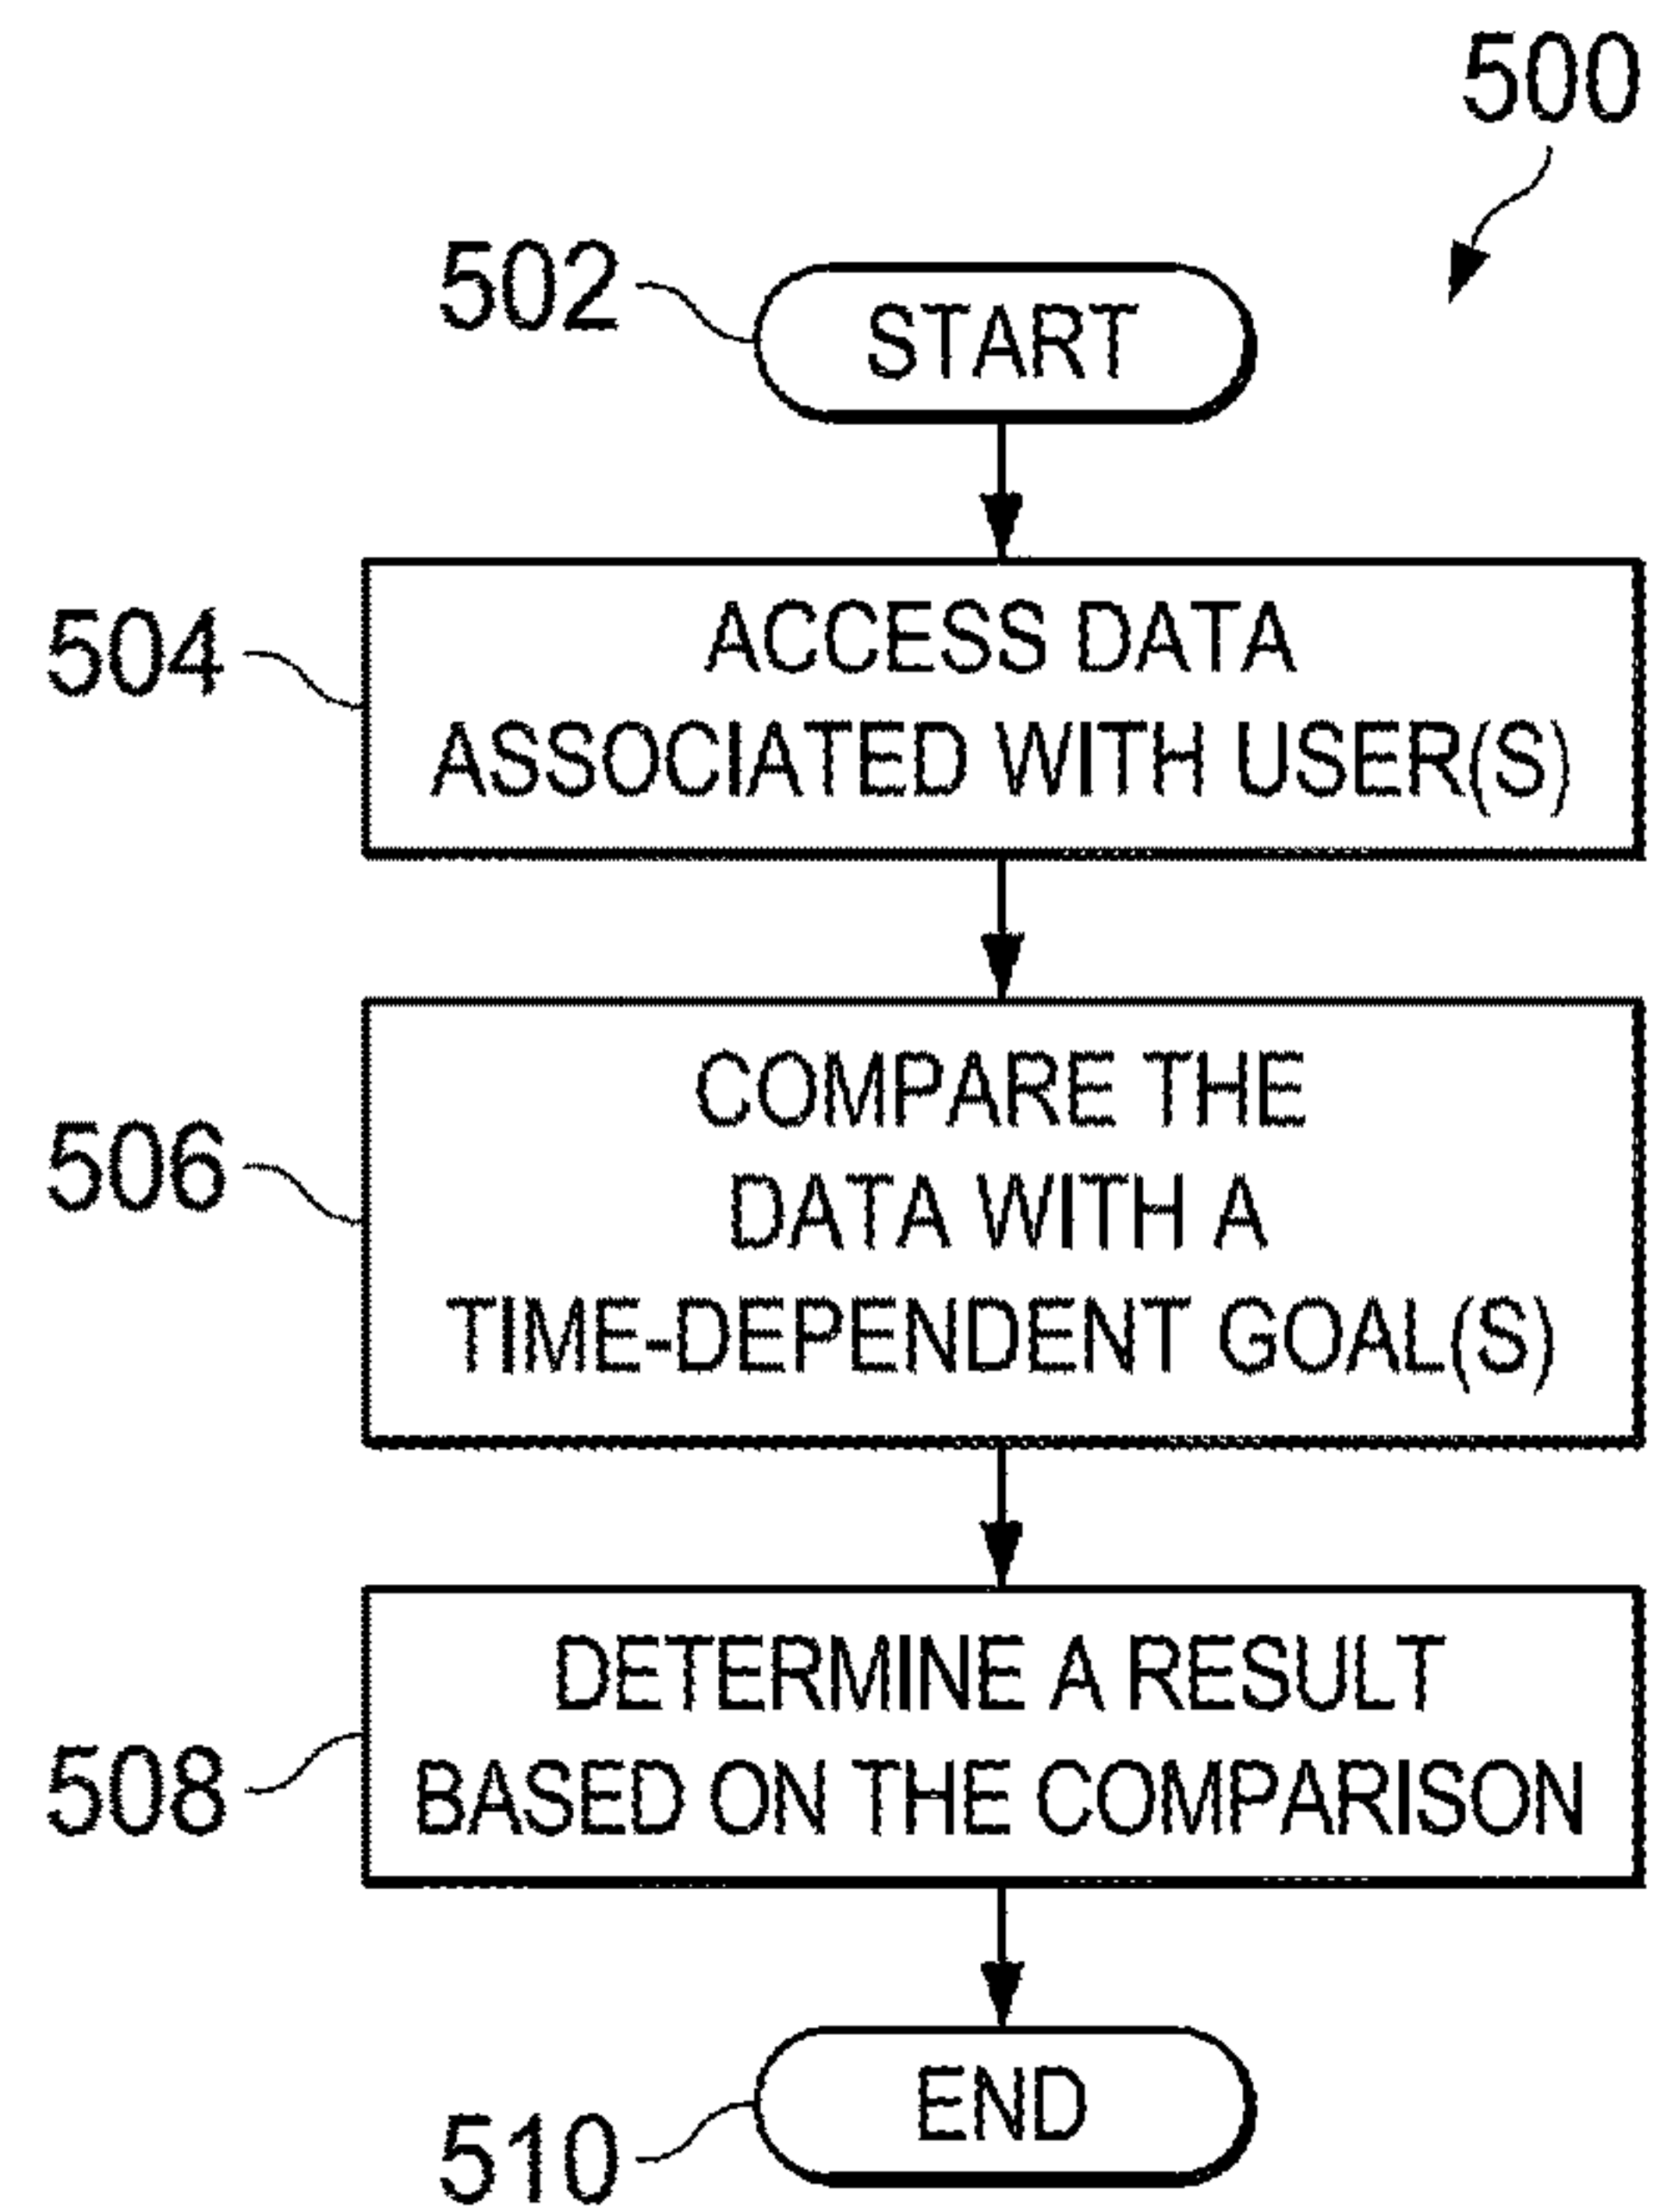 500
502
START
504
ACCESS DATA
ASSOCIATED WITH USER(S)
506
COMPARE THE
DATA WITH A
TIME-DEPENDENT GOAL(S)
508
DETERMINE A RESULT
BASED ON THE COMPARISON
510
END